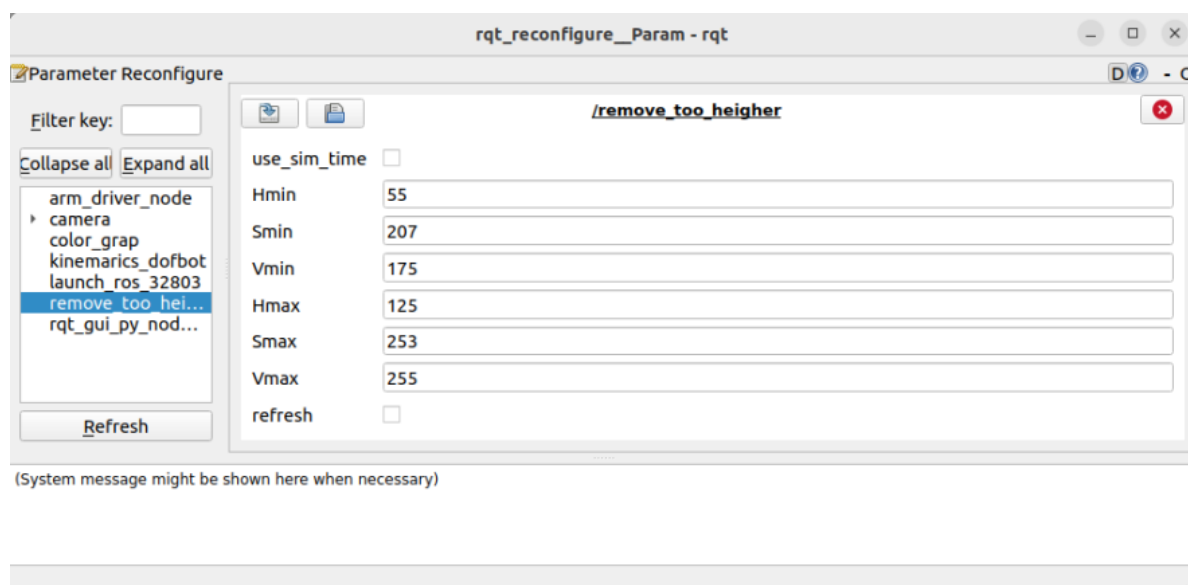 rqt_reconfigure__Param - rqt
Parameter Reconfigure
D - C
Filter key:
/remove_too_heigher
Collapse all Expand all
arm_driver_node
camera
color_grap
kinemarics_dofbot
launch_ros_32803
remove_too_hei...
rqt_gui_py_nod...
Refresh
use_sim_time
Hmin 55
Smin 207
Vmin 175
Hmax 125
Smax 253
Vmax 255
refresh
(System message might be shown here when necessary)